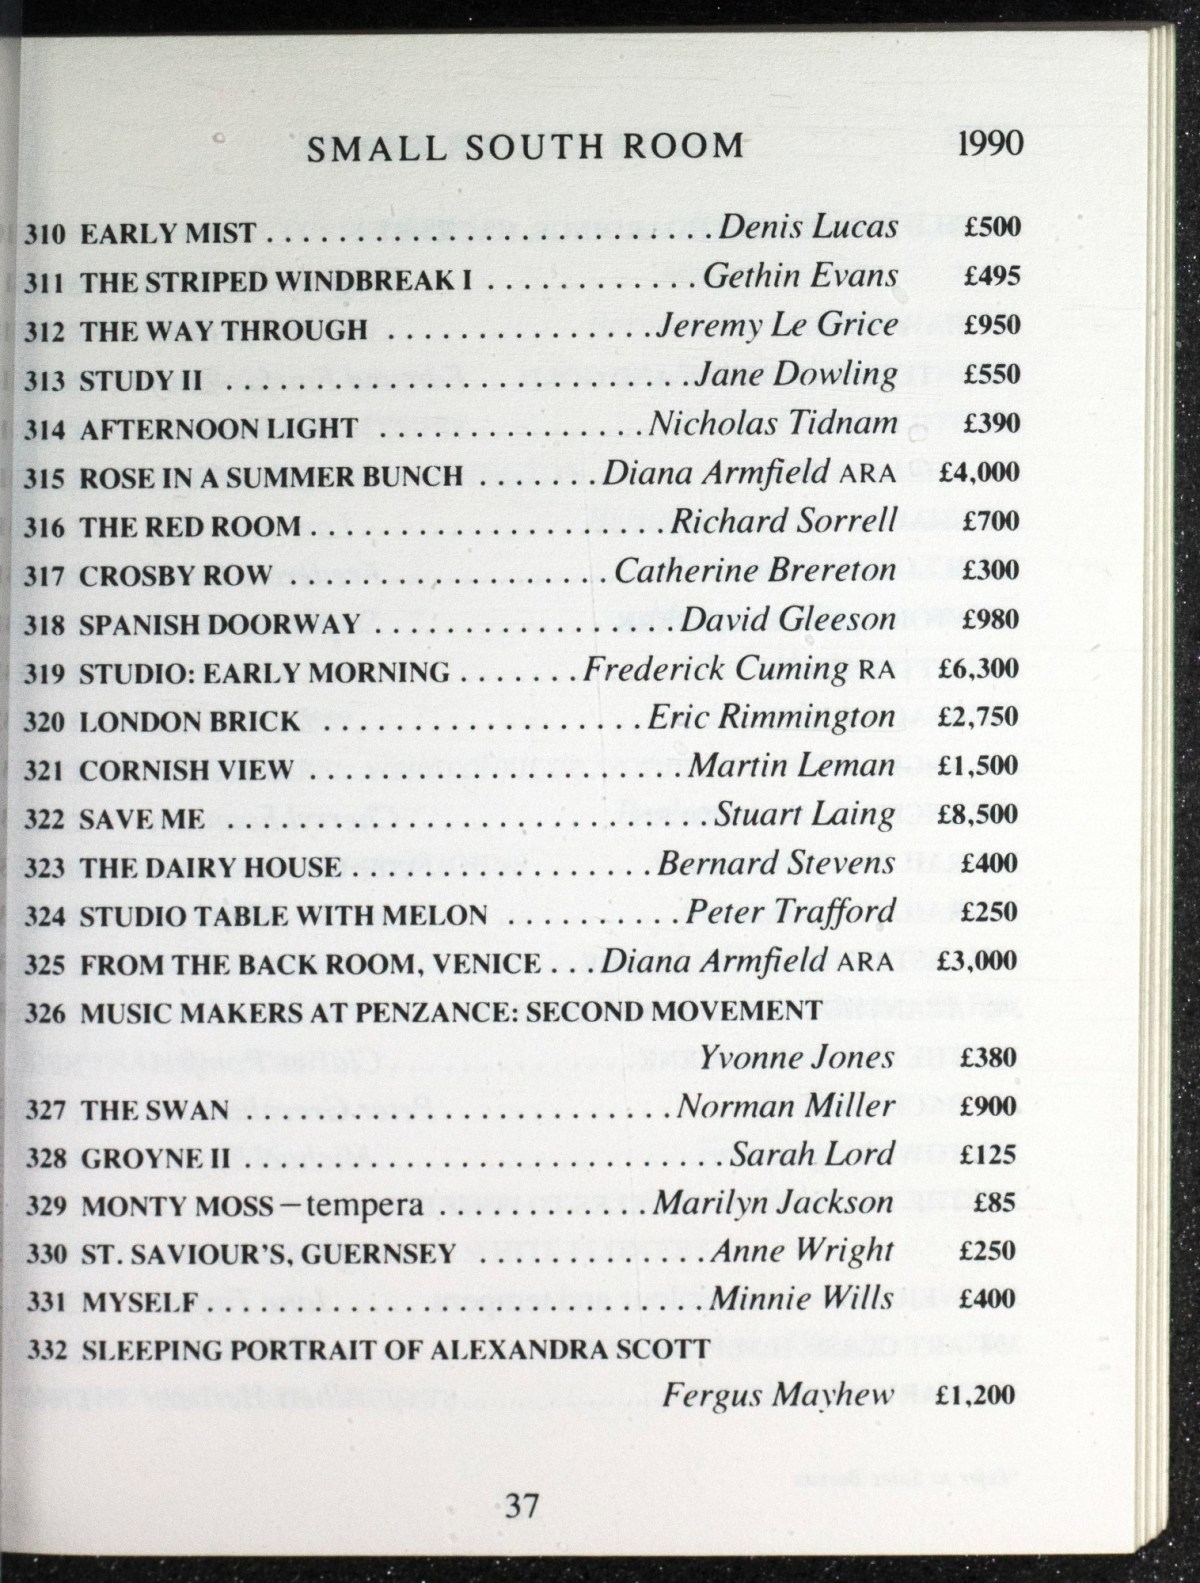 SMALL SOUTH ROOM 1990
310 EARLY MIST . . . . . . . . . . . . . . . . . . . . . . . . . . Denis Lucas £500
311 THE STRIPED WINDBREAK I . . . . . . . . . . . . Gethin Evans £495
312 THE WAY THROUGH . . . . . . . . . . . . . . . . Jeremy Le Grice £950
313 STUDY II . . . . . . . . . . . . . . . . . . . . . . . . . . . Jane Dowling £550
314 AFTERNOON LIGHT . . . . . . . . . . . . . . . Nicholas Tidnam £390
315 ROSE IN A SUMMER BUNCH . . . . . . . Diana Armfield ARA £4,000
316 THE RED ROOM . . . . . . . . . . . . . . . . . . . . . Richard Sorrell £700
317 CROSBY ROW . . . . . . . . . . . . . . . . . . . Catherine Brereton £300
318 SPANISH DOORWAY . . . . . . . . . . . . . . . . . . David Gleeson £980
319 STUDIO: EARLY MORNING . . . . . . . Frederick Cuming RA £6,300
320 LONDON BRICK . . . . . . . . . . . . . . . . . . . Eric Rimmington £2,750
321 CORNISH VIEW . . . . . . . . . . . . . . . . . . . . . . Martin Leman £1,500
322 SAVE ME . . . . . . . . . . . . . . . . . . . . . . . . . . . . Stuart Laing £8,500
323 THE DAIRY HOUSE . . . . . . . . . . . . . . . . . . Bernard Stevens £400
324 STUDIO TABLE WITH MELON . . . . . . . . . . Peter Trafford £250
325 FROM THE BACK ROOM, VENICE . . . Diana Armfield ARA £3,000
326 MUSIC MAKERS AT PENZANCE: SECOND MOVEMENT
Yvonne Jones £380
327 THE SWAN . . . . . . . . . . . . . . . . . . . . . . . . . Norman Miller £900
328 GROYNE II . . . . . . . . . . . . . . . . . . . . . . . . . . . . Sarah Lord £125
329 MONTY MOSS – tempera . . . . . . . . . . . . Marilyn Jackson £85
330 ST. SAVIOUR'S, GUERNSEY . . . . . . . . . . . . . . Anne Wright £250
331 MYSELF . . . . . . . . . . . . . . . . . . . . . . . . . . . . . Minnie Wills £400
332 SLEEPING PORTRAIT OF ALEXANDRA SCOTT
Fergus Mayhew £1,200
37